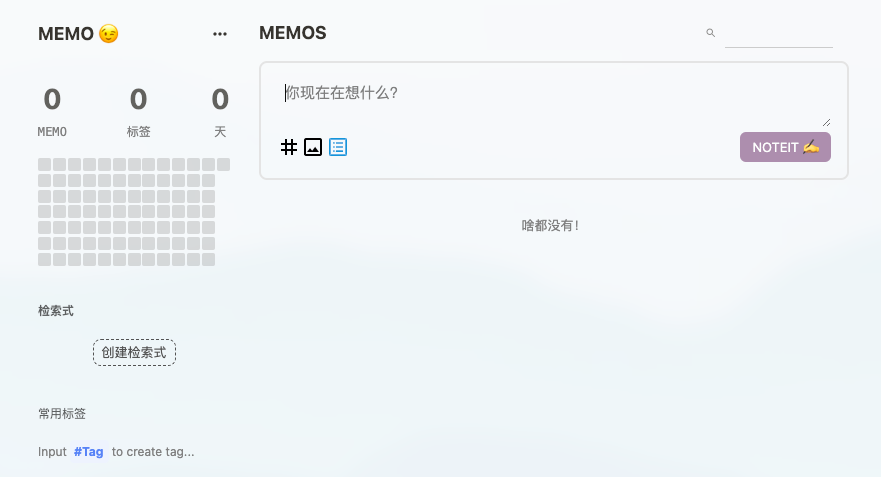 MEMO 😉 ···
0 0 0
MEMO 标签 天
检索式
创建检索式
常用标签
Input #Tag to create tag...
MEMOS
你现在在想什么?
NOTEIT ✍️
啥都没有!